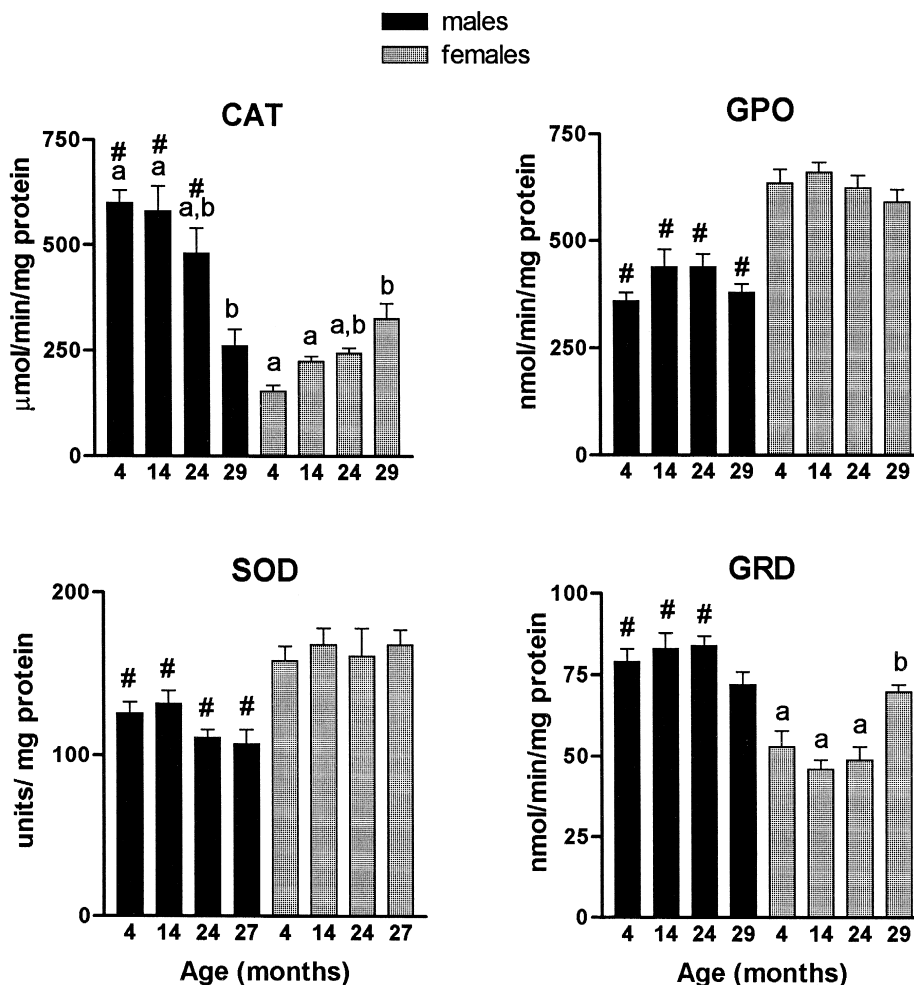 males
females
CAT
μmol/min/mg protein
750
500
250
0
# # #
a a a,b b a a a,b b
4 14 24 29 4 14 24 29
GPO
nmol/min/mg protein
750
500
250
0
# # # #
4 14 24 29 4 14 24 29
SOD
units/ mg protein
200
100
0
# # # #
4 14 24 27 4 14 24 27
Age (months)
GRD
nmol/min/mg protein
100
75
50
25
0
# # #
a a a b
4 14 24 29 4 14 24 29
Age (months)